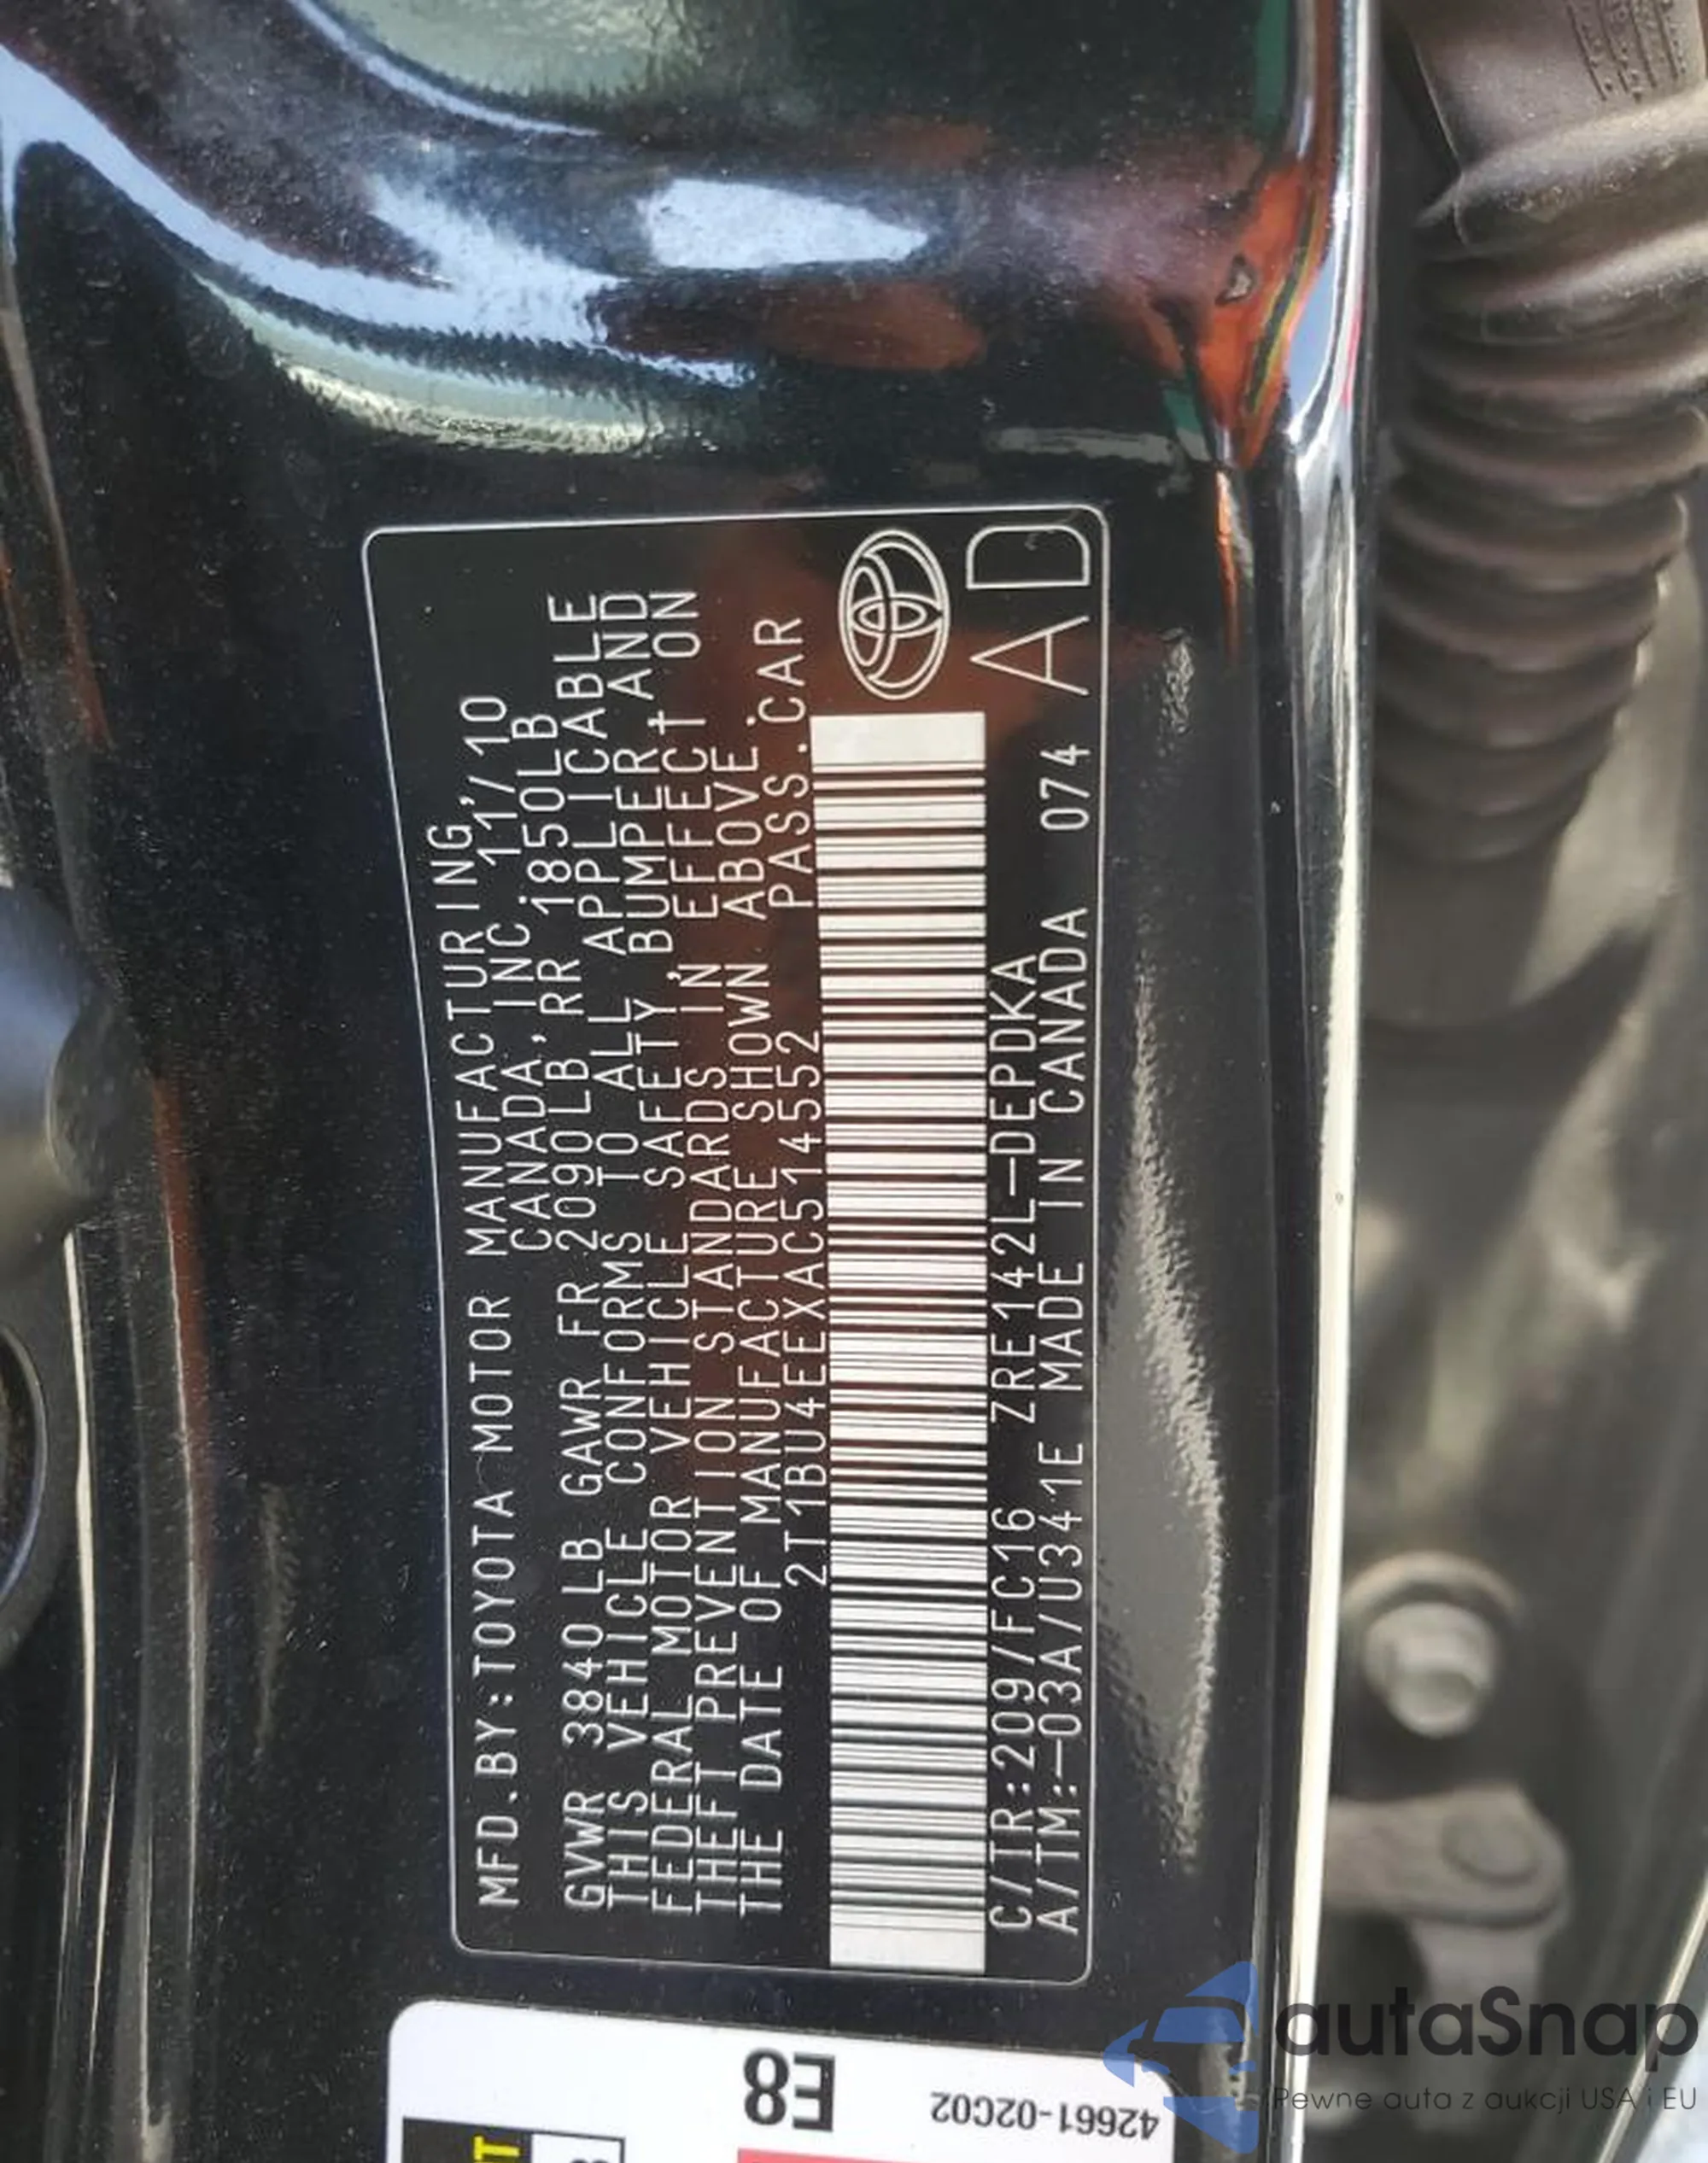 MFD.BY:TOYOTA MOTOR MANUFACTURING,
CANADA, INC. 11/10
GVWR 3840 LB GAWR FR 2090LB RR 1850LB
THIS VEHICLE CONFORMS TO ALL APPLICABLE
FEDERAL MOTOR VEHICLE SAFETY, BUMPER, AND
THEFT PREVENTION STANDARDS IN EFFECT ON
THE DATE OF MANUFACTURE SHOWN ABOVE.
2T1BU4EEXAC514552 PASS.CAR
C/TR:209/FC16 ZRE142L-DEPDKA
A/TM:-03A/U341E MADE IN CANADA 074 AD
E8
42661-02C02
autaSnap
Pewne auta z aukcji USA i EU